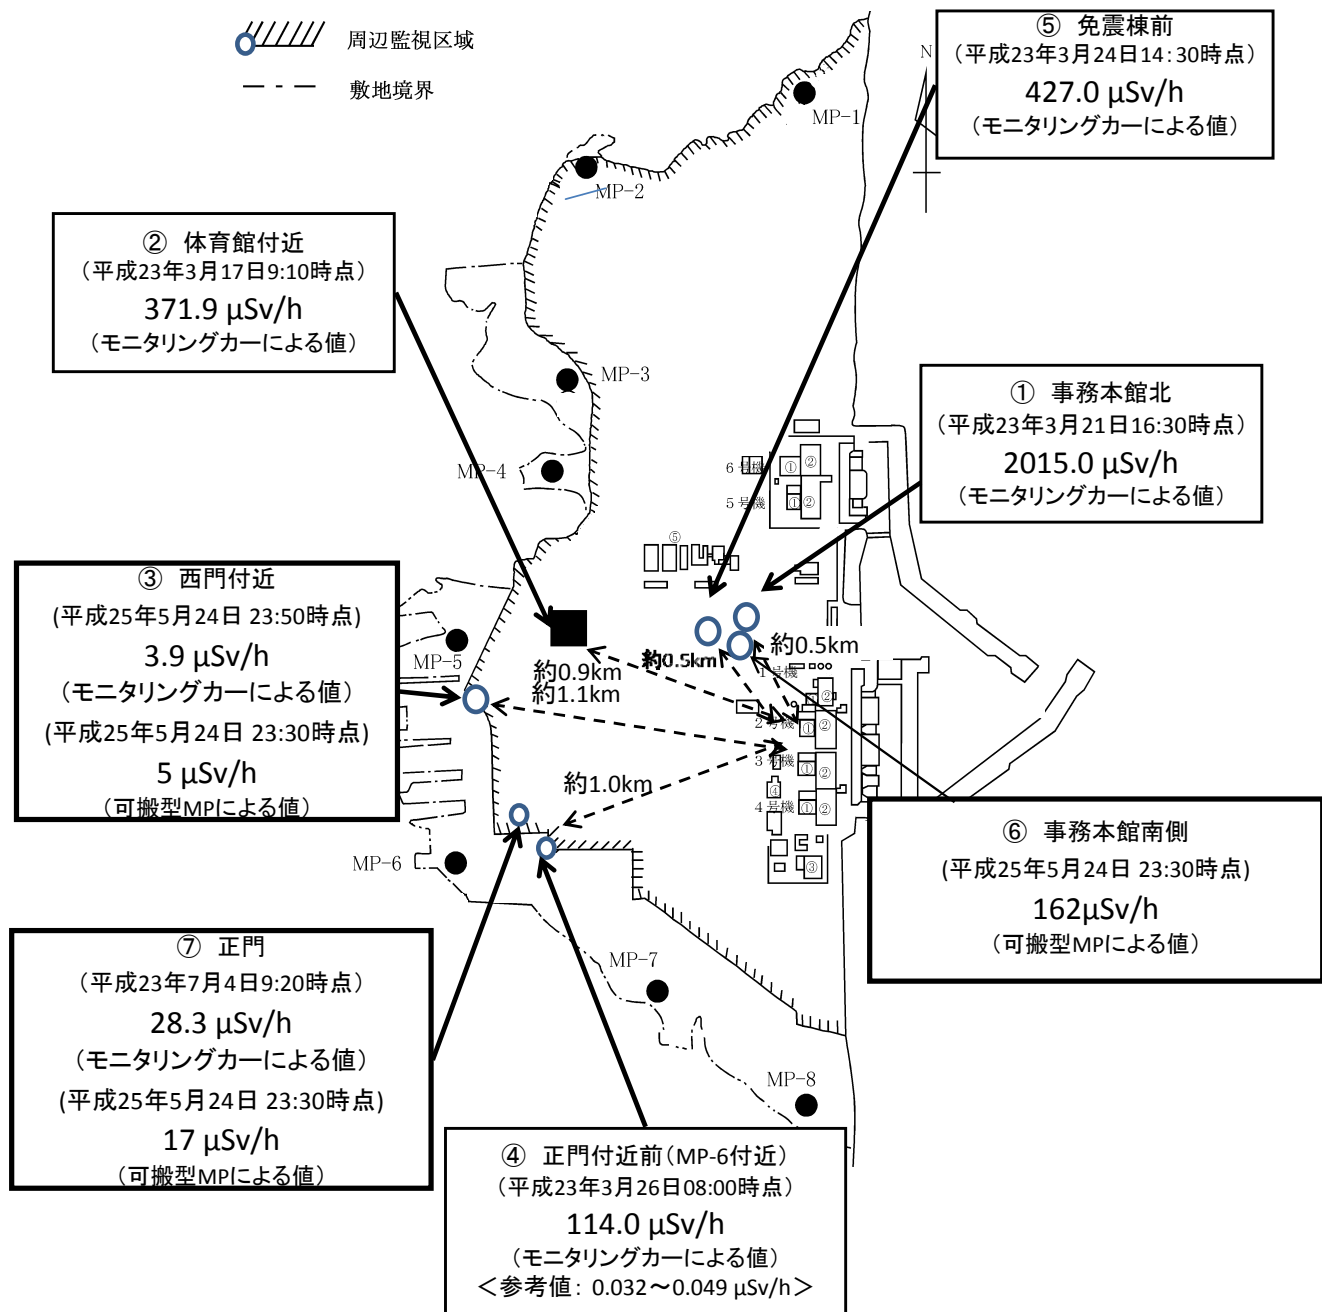 周辺監視区域
敷地境界
⑤ 免震棟前
(平成23年3月24日14:30時点)
427.0 μSv/h
(モニタリングカーによる値)
N
MP-1
MP-2
② 体育館付近
(平成23年3月17日9:10時点)
371.9 μSv/h
(モニタリングカーによる値)
MP-3
① 事務本館北
(平成23年3月21日16:30時点)
2015.0 μSv/h
(モニタリングカーによる値)
MP-4
6号機
① ②
5号機
① ②
⑤
③ 西門付近
(平成25年5月24日 23:50時点)
3.9 μSv/h
(モニタリングカーによる値)
(平成25年5月24日 23:30時点)
5 μSv/h
(可搬型MPによる値)
MP-5
約0.9km
約1.1km
約0.5km
約0.5km
1号機
②
2号機
① ②
3号機
① ②
④
4号機
① ②
③
約1.0km
MP-6
⑥ 事務本館南側
(平成25年5月24日 23:30時点)
162μSv/h
(可搬型MPによる値)
⑦ 正門
(平成23年7月4日9:20時点)
28.3 μSv/h
(モニタリングカーによる値)
(平成25年5月24日 23:30時点)
17 μSv/h
(可搬型MPによる値)
MP-7
MP-8
④ 正門付近前(MP-6付近)
(平成23年3月26日08:00時点)
114.0 μSv/h
(モニタリングカーによる値)
<参考値: 0.032～0.049 μSv/h>